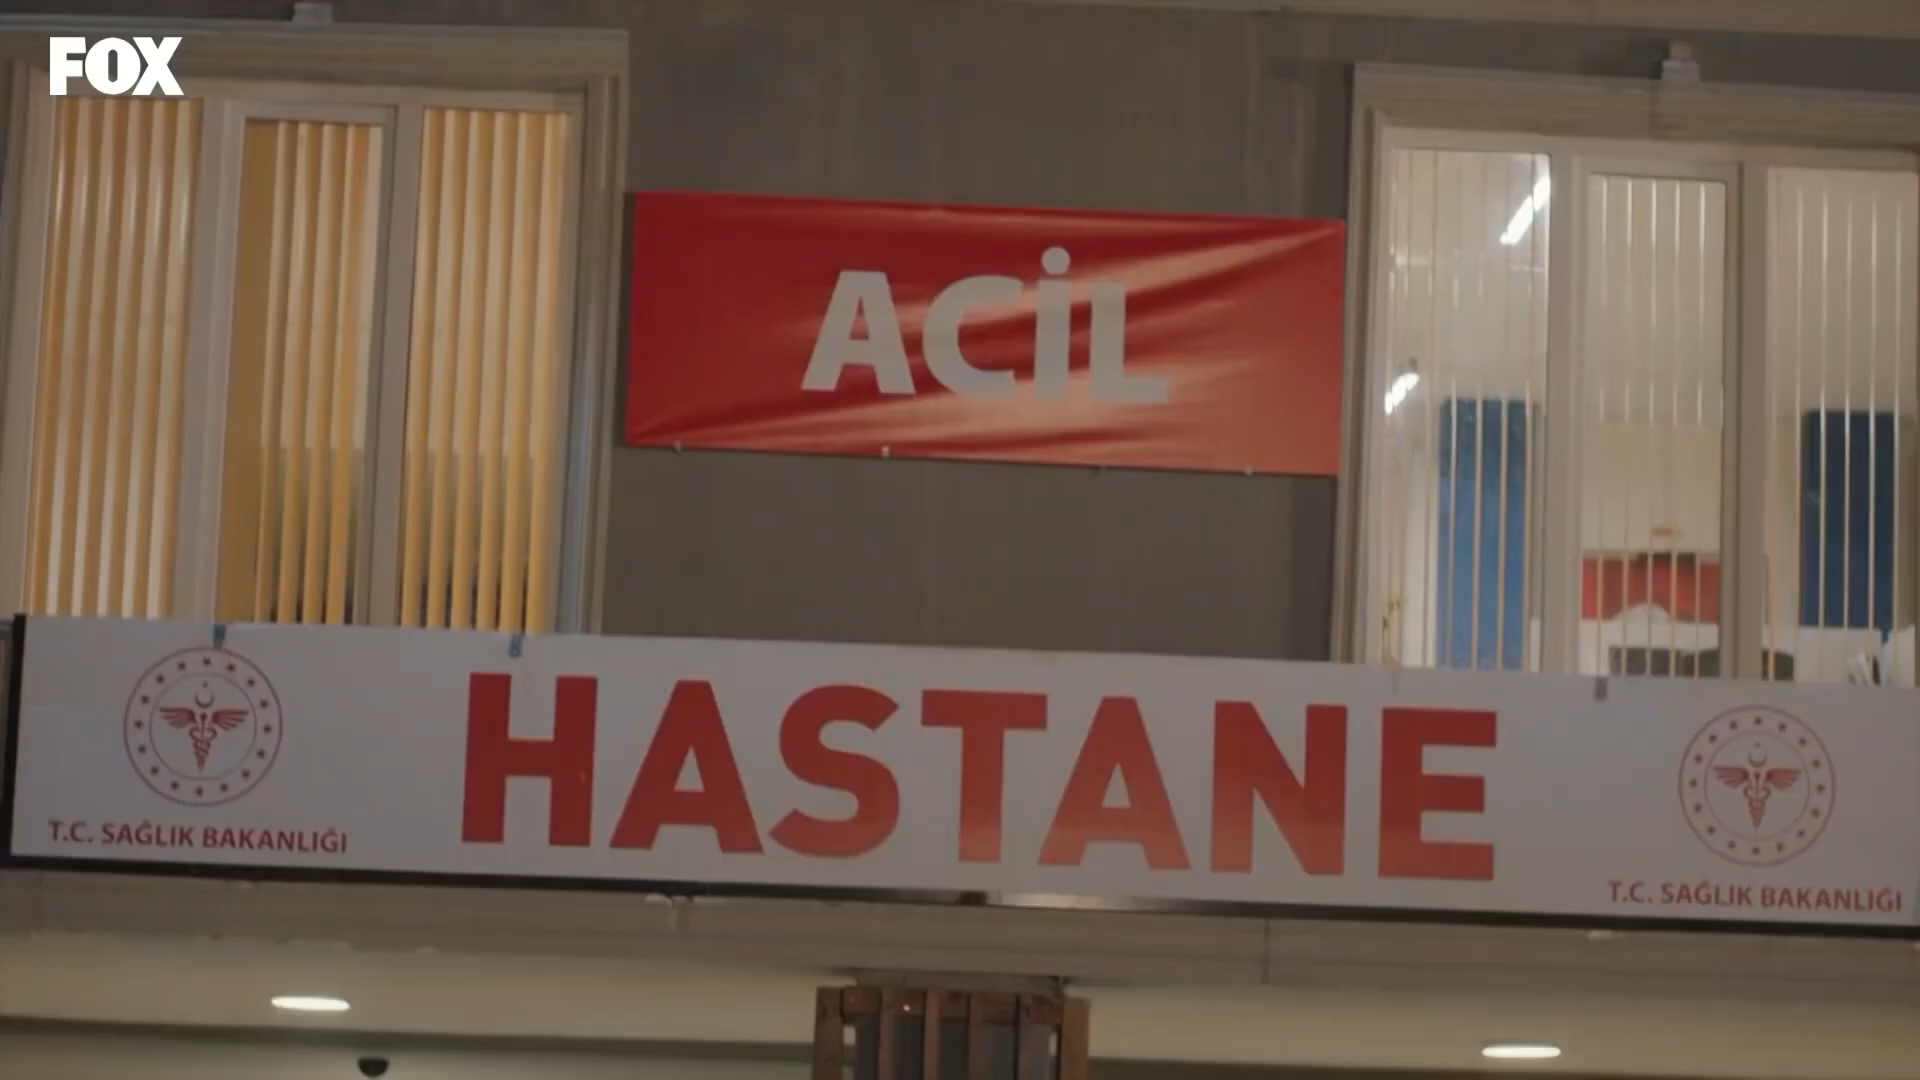 FOX
ACİL
HASTANE
T.C. SAĞLIK BAKANLIĞI
T.C. SAĞLIK BAKANLIĞI